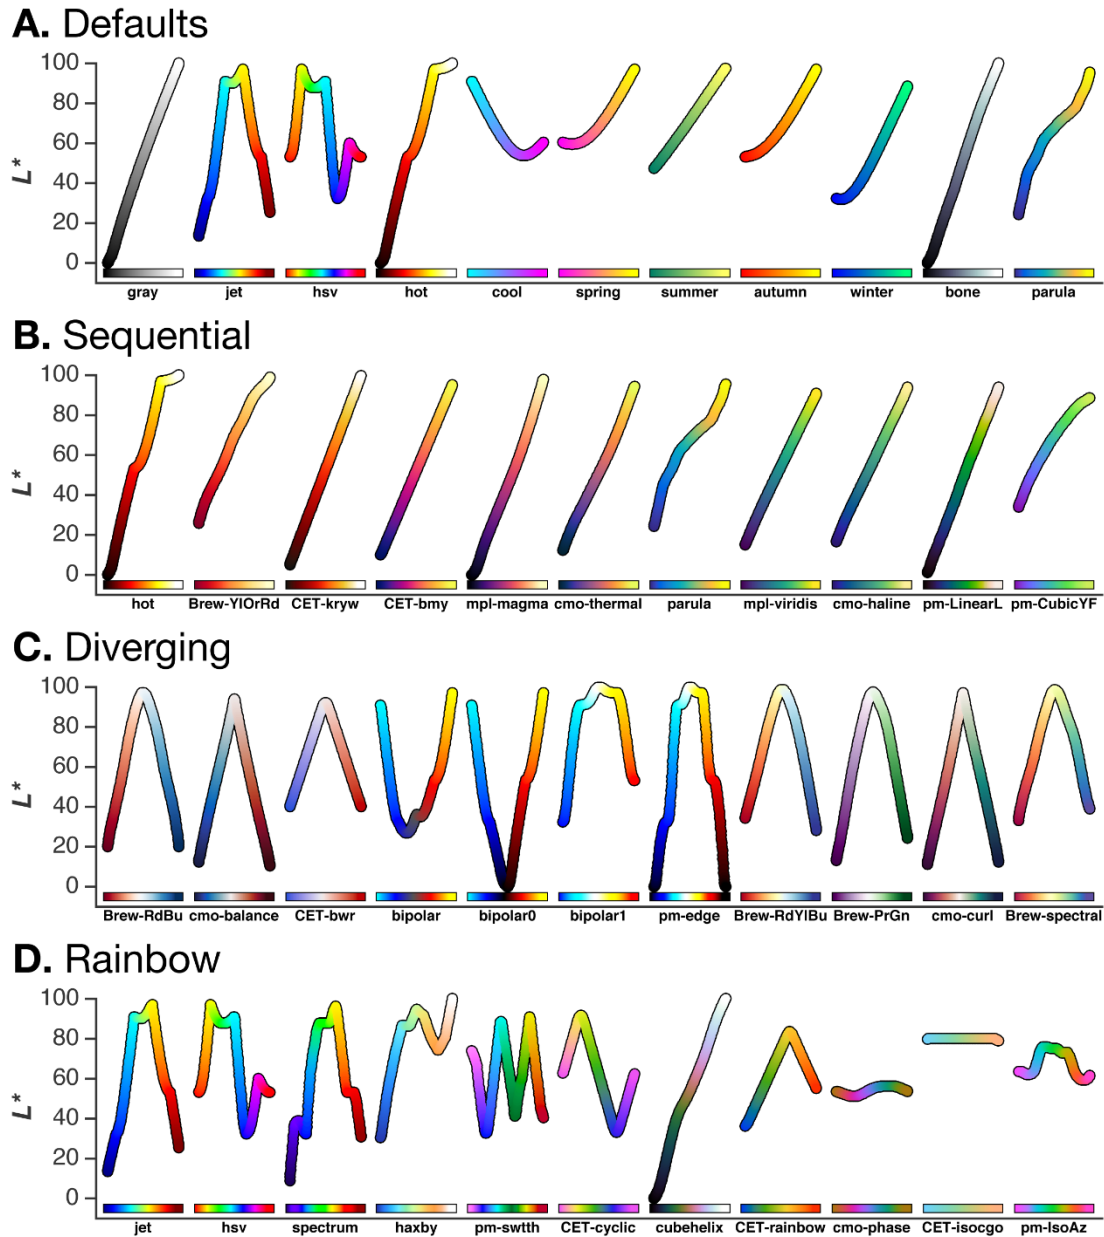 A. Defaults
100
80
60
40
20
0
L*
gray jet hsv hot cool spring summer autumn winter bone parula
B. Sequential
100
80
60
40
20
0
L*
hot Brew-YlOrRd CET-kryw CET-bmy mpl-magma cmo-thermal parula mpl-viridis cmo-haline pm-LinearL pm-CubicYF
C. Diverging
100
80
60
40
20
0
L*
Brew-RdBu cmo-balance CET-bwr bipolar bipolar0 bipolar1 pm-edge Brew-RdYlBu Brew-PrGn cmo-curl Brew-spectral
D. Rainbow
100
80
60
40
20
0
L*
jet hsv spectrum haxby pm-swtth CET-cyclic cubehelix CET-rainbow cmo-phase CET-isocgo pm-IsoAz